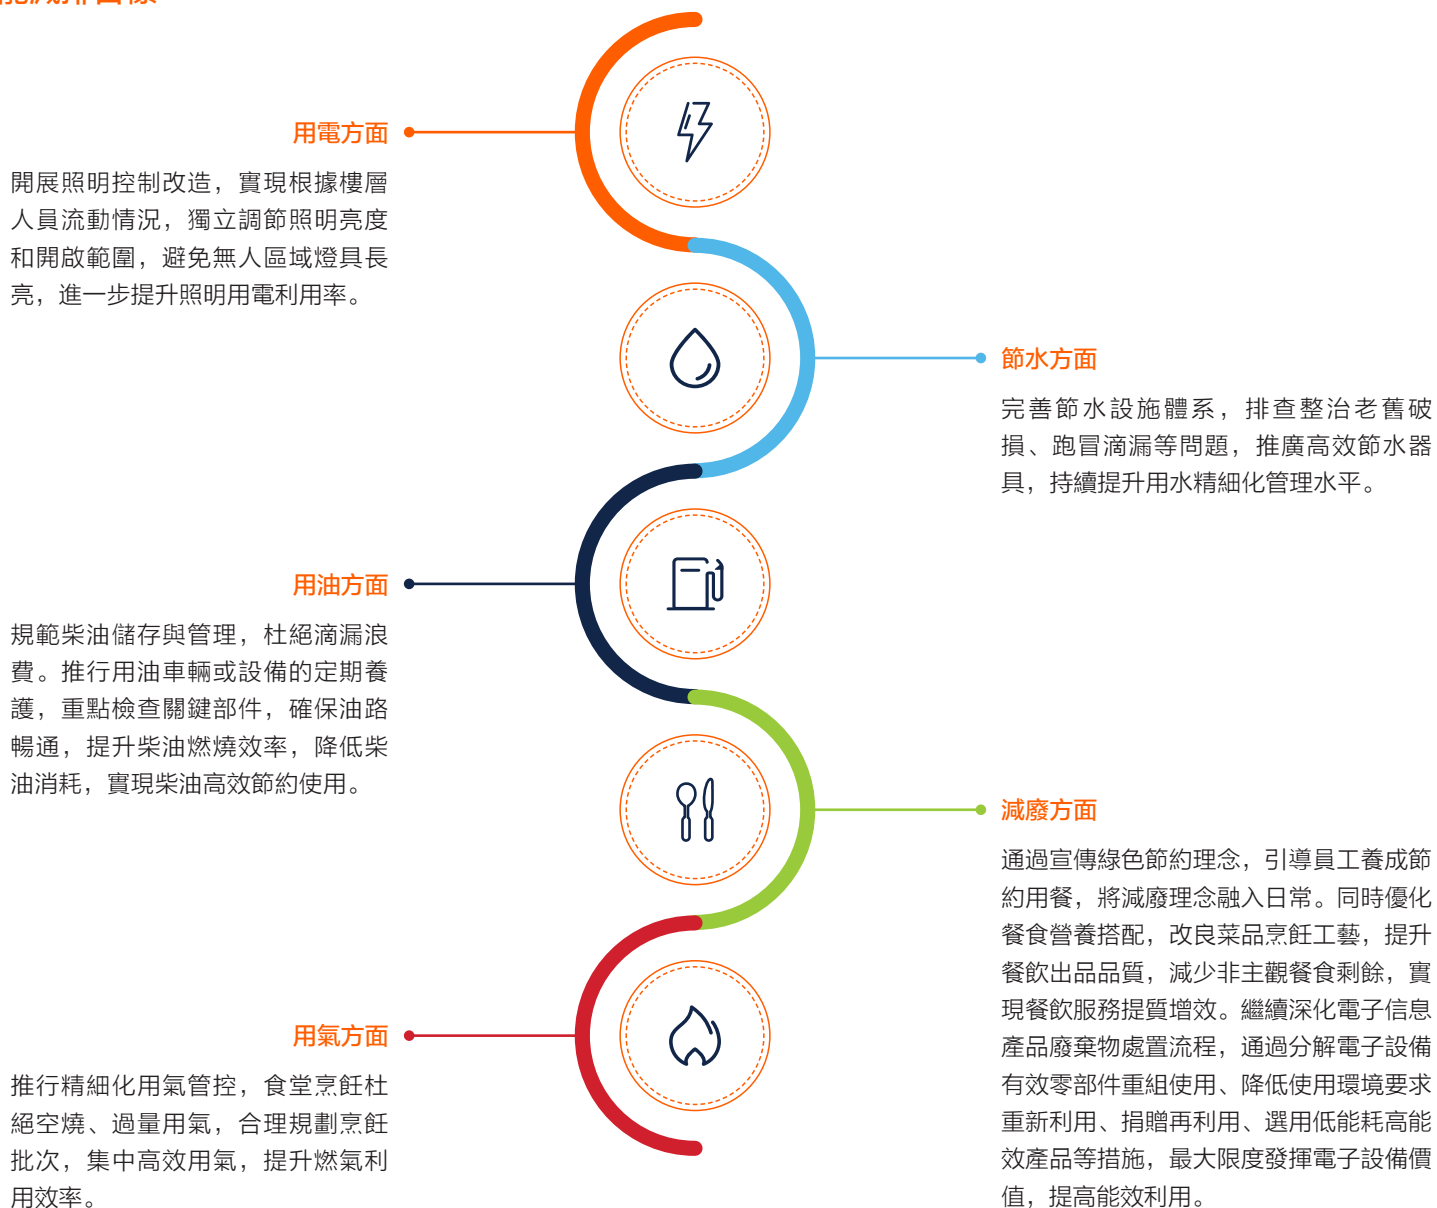 用電方面
開展照明控制改造，實現根據樓層
人員流動情況，獨立調節照明亮度
和開啟範圍，避免無人區域燈具長
亮，進一步提升照明用電利用率。
節水方面
完善節水設施體系，排查整治老舊破
損、跑冒滴漏等問題，推廣高效節水器
具，持續提升用水精細化管理水平。
用油方面
規範柴油儲存與管理，杜絕滴漏浪
費。推行用油車輛或設備的定期養
護，重點檢查關鍵部件，確保油路
暢通，提升柴油燃燒效率，降低柴
油消耗，實現柴油高效節約使用。
減廢方面
通過宣傳綠色節約理念，引導員工養成節
約用餐，將減廢理念融入日常。同時優化
餐食營養搭配，改良菜品烹飪工藝，提升
餐飲出品品質，減少非主觀餐食剩餘，實
現餐飲服務提質增效。繼續深化電子信息
產品廢棄物處置流程，通過分解電子設備
有效零部件重組使用、降低使用環境要求
重新利用、捐贈再利用、選用低能耗高能
效產品等措施，最大限度發揮電子設備價
值，提高能效利用。
用氣方面
推行精細化用氣管控，食堂烹飪杜
絕空燒、過量用氣，合理規劃烹飪
批次，集中高效用氣，提升燃氣利
用效率。